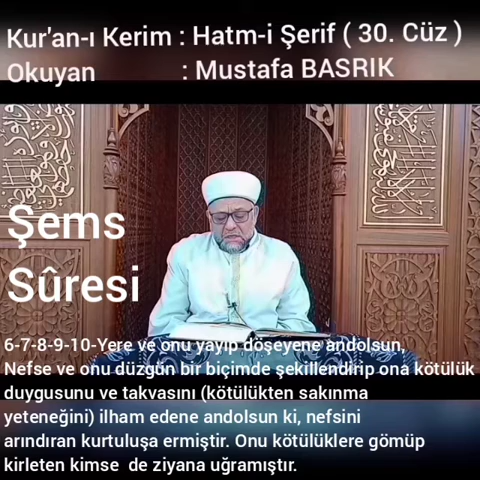 Kur'an-ı Kerim : Hatm-i Şerif ( 30. Cüz )
Okuyan : Mustafa BASRIK
Şems
Sûresi
6-7-8-9-10-Yere ve onu yayıp döşeyene andolsun,
Nefse ve onu düzgün bir biçimde şekillendirip ona kötülük
duygusunu ve takvasını (kötülükten sakınma
yeteneğini) ilham edene andolsun ki, nefsini
arındıran kurtuluşa ermiştir. Onu kötülüklere gömüp
kirleten kimse de ziyana uğramıştır.